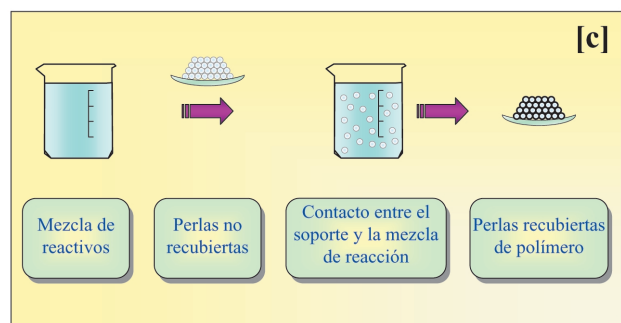 [c]
Mezcla de
reactivos
Perlas no
recubiertas
Contacto entre el
soporte y la mezcla
de reacción
Perlas recubiertas
de polímero